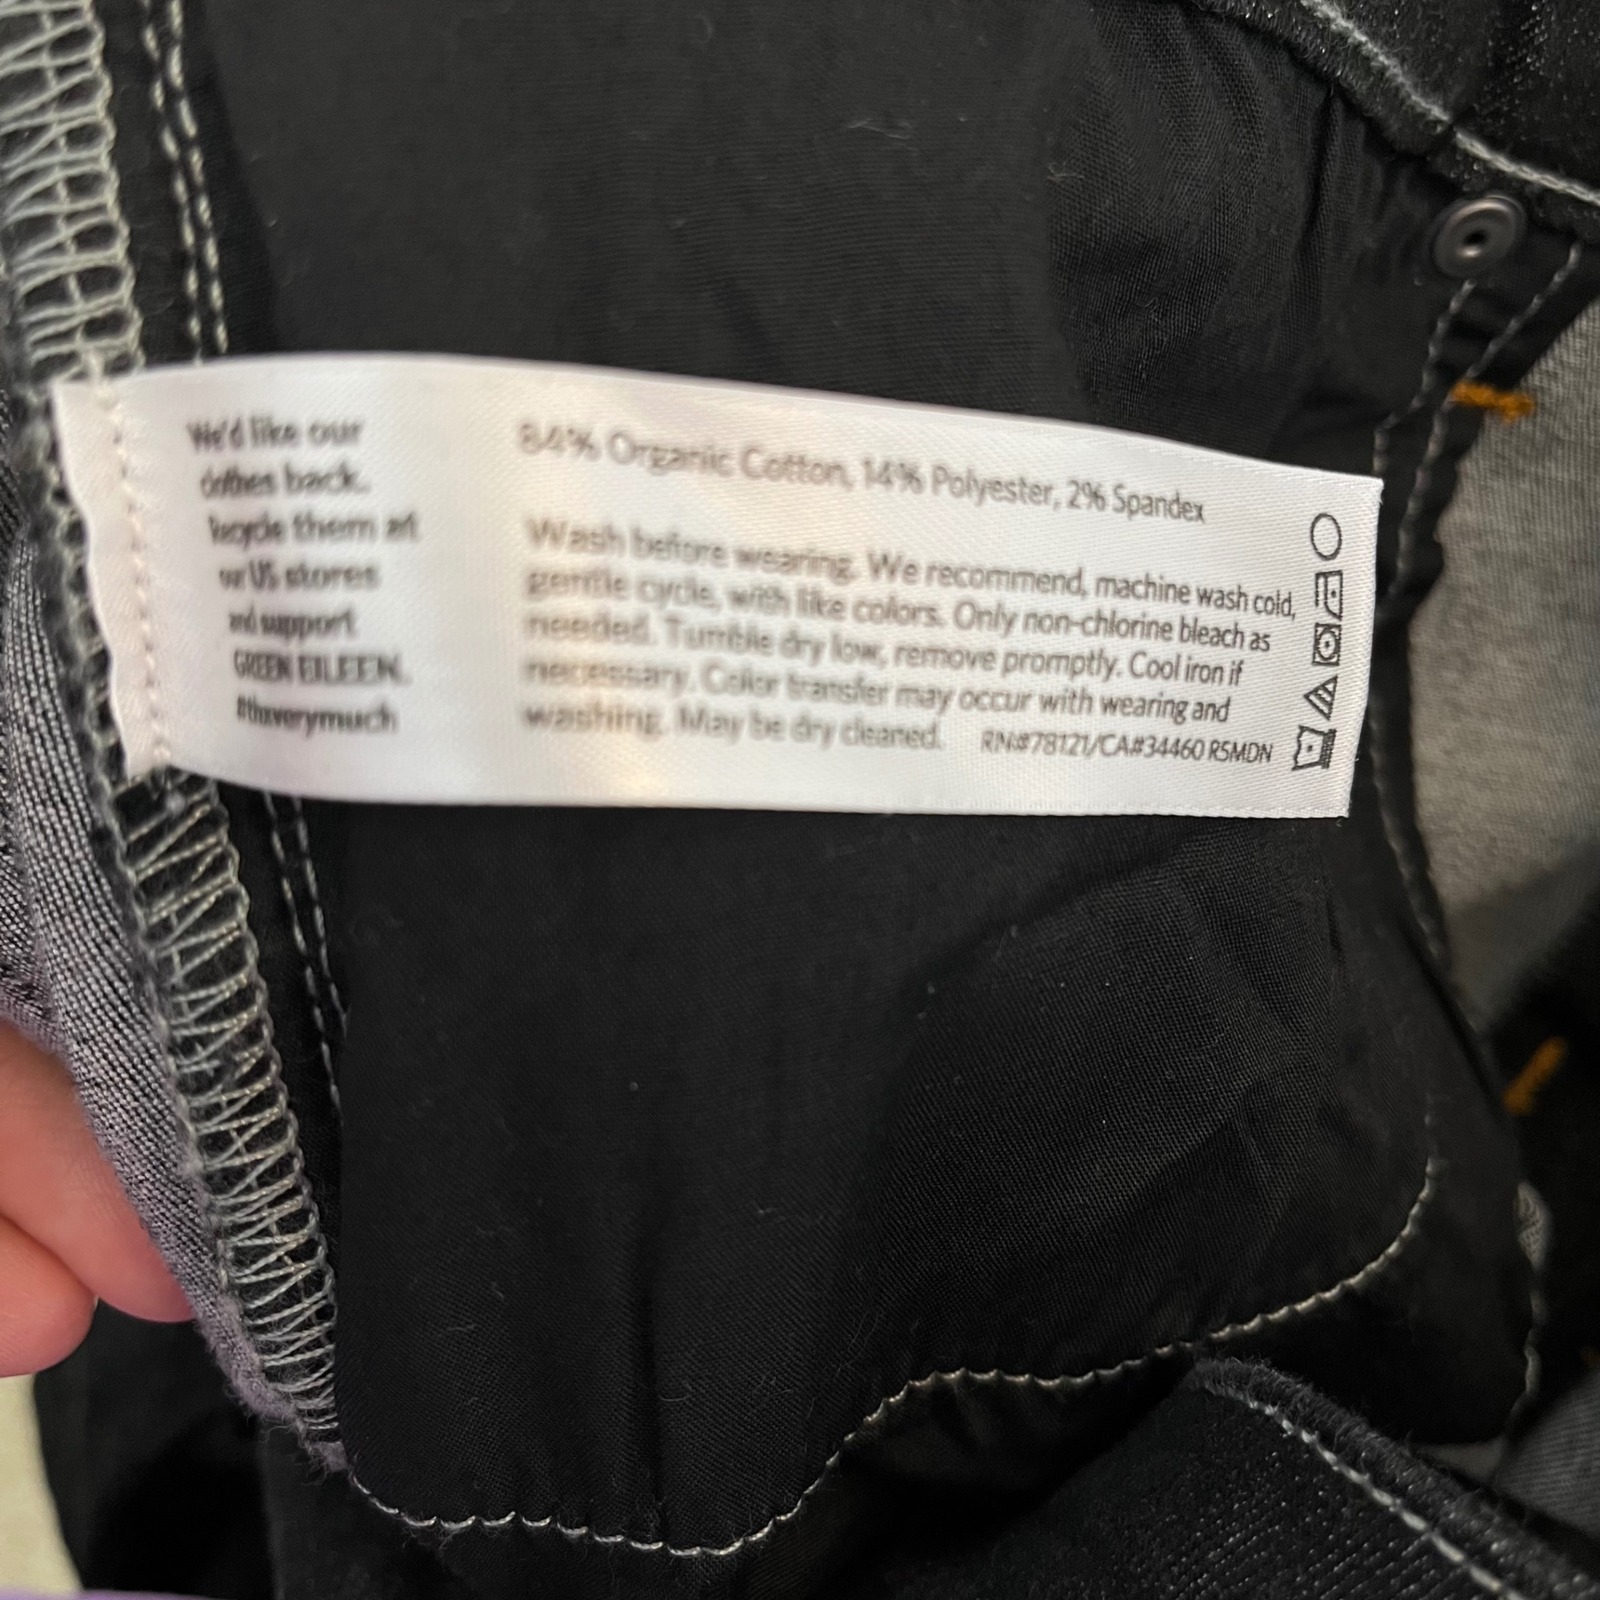 We'd like our
clothes back.
Recycle them at
our US stores
and support
GREEN EILEEN.
#thxverymuch
84% Organic Cotton, 14% Polyester, 2% Spandex
Wash before wearing. We recommend, machine wash cold,
gentle cycle, with like colors. Only non-chlorine bleach as
needed. Tumble dry low, remove promptly. Cool iron if
necessary. Color transfer may occur with wearing and
washing. May be dry cleaned.
RN#78121/CA#34460 R5MDN